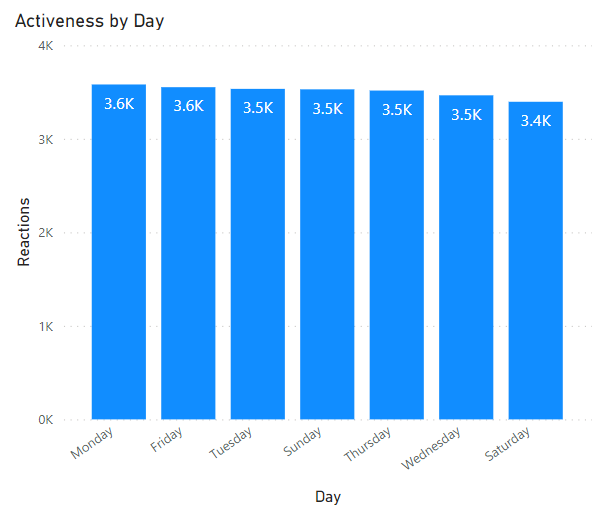 Activeness by Day
4K
3K
2K
1K
0K
Reactions
3.6K 3.6K 3.5K 3.5K 3.5K 3.5K 3.4K
Monday Friday Tuesday Sunday Thursday Wednesday Saturday
Day